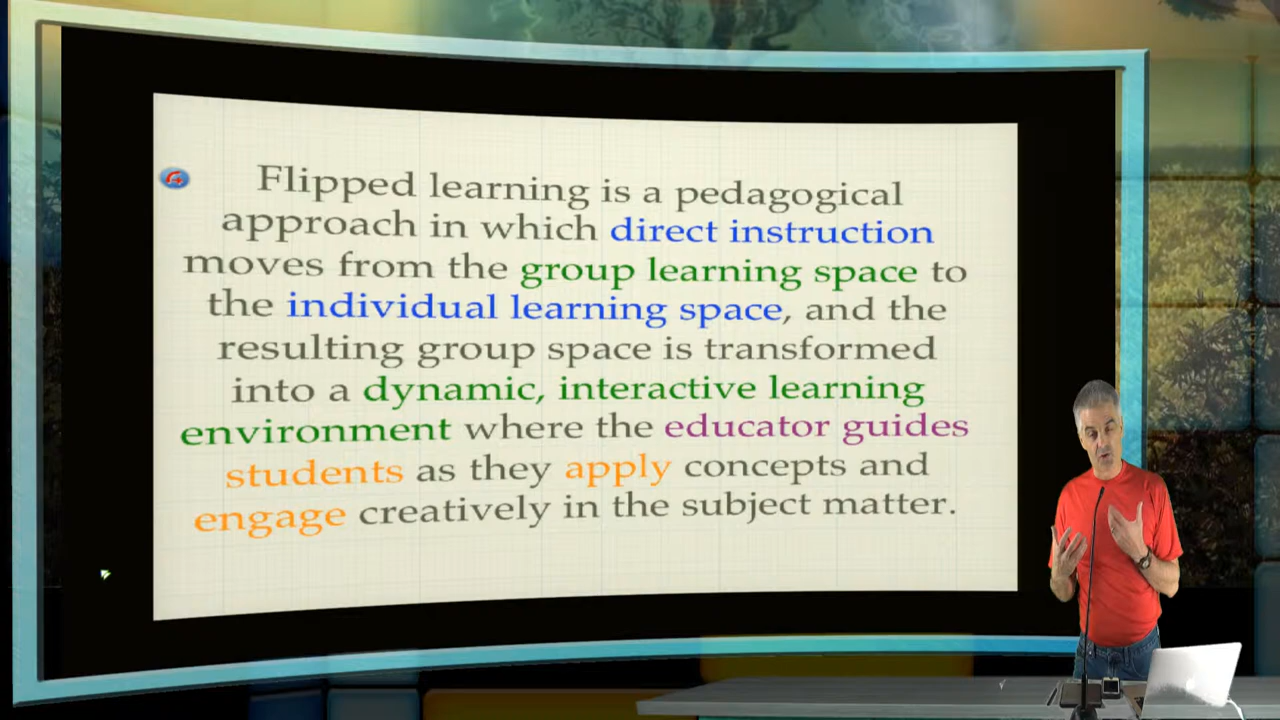 Flipped learning is a pedagogical
approach in which direct instruction
moves from the group learning space to
the individual learning space, and the
resulting group space is transformed
into a dynamic, interactive learning
environment where the educator guides
students as they apply concepts and
engage creatively in the subject matter.